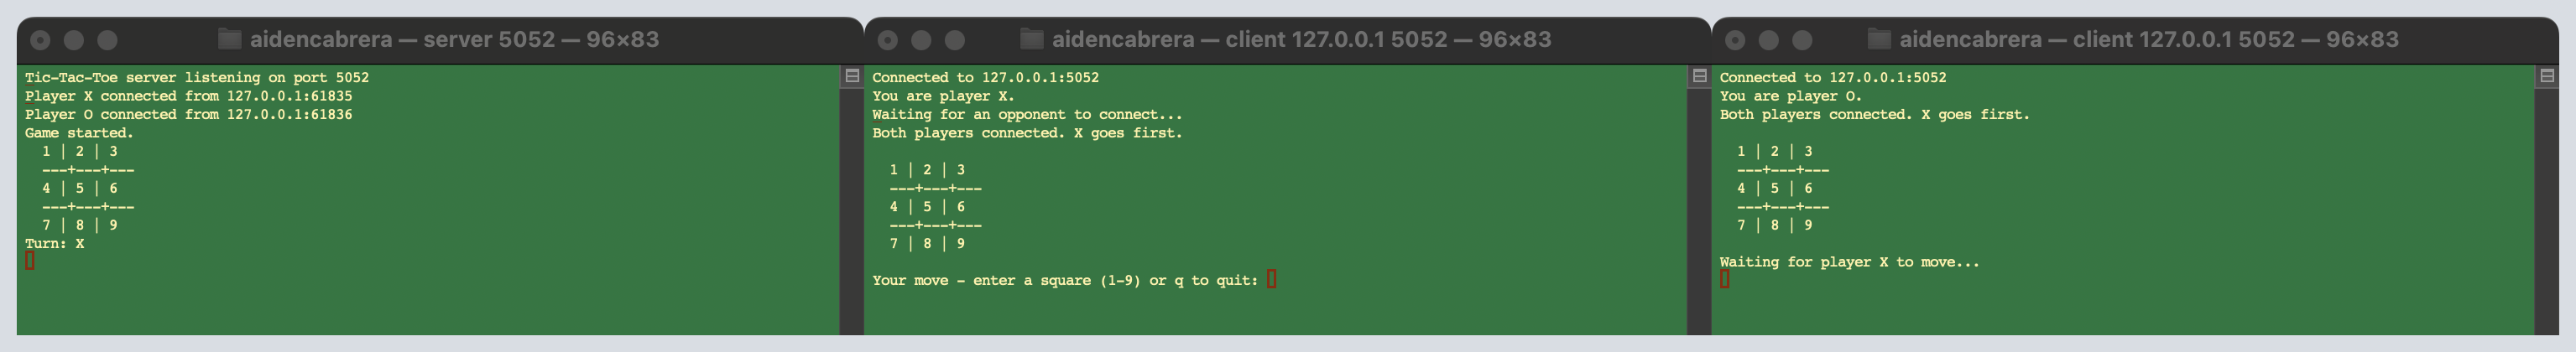 aidencabrera — server 5052 — 96×83
Tic-Tac-Toe server listening on port 5052
Player X connected from 127.0.0.1:61835
Player O connected from 127.0.0.1:61836
Game started.
1 | 2 | 3
---+---+---
4 | 5 | 6
---+---+---
7 | 8 | 9
Turn: X
aidencabrera — client 127.0.0.1 5052 — 96×83
Connected to 127.0.0.1:5052
You are player X.
Waiting for an opponent to connect...
Both players connected. X goes first.
1 | 2 | 3
---+---+---
4 | 5 | 6
---+---+---
7 | 8 | 9
Your move - enter a square (1-9) or q to quit:
aidencabrera — client 127.0.0.1 5052 — 96×83
Connected to 127.0.0.1:5052
You are player O.
Both players connected. X goes first.
1 | 2 | 3
---+---+---
4 | 5 | 6
---+---+---
7 | 8 | 9
Waiting for player X to move...